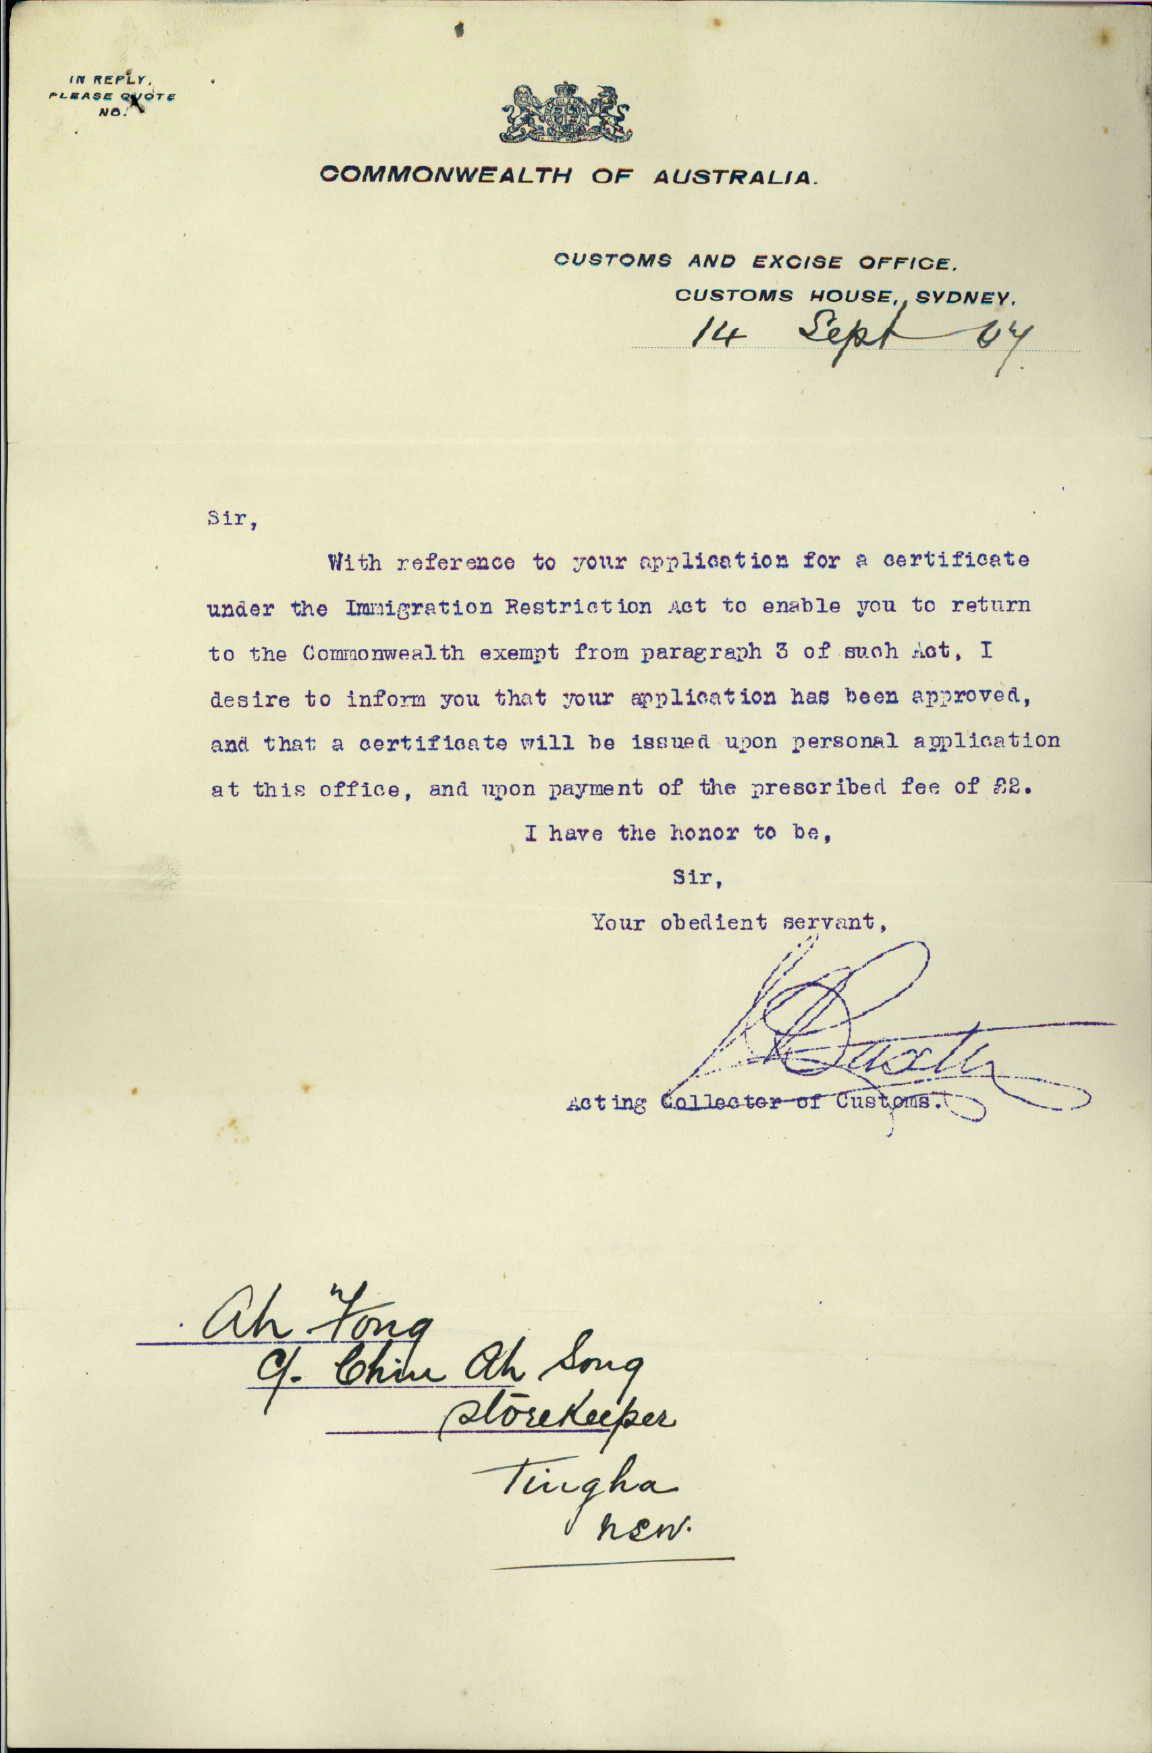 IN REPLY,
PLEASE QUOTE
NO.
COMMONWEALTH OF AUSTRALIA.
CUSTOMS AND EXCISE OFFICE.
CUSTOMS HOUSE, SYDNEY.
14 Sept 07
Sir,
With reference to your application for a certificate
under the Immigration Restriction Act to enable you to return
to the Commonwealth exempt from paragraph 3 of such Act, I
desire to inform you that your application has been approved,
and that a certificate will be issued upon personal application
at this office, and upon payment of the prescribed fee of £2.
I have the honor to be,
Sir,
Your obedient servant,
Baxter
Acting Collector of Customs.
Ah Fong
c/- Chiu Ah Song
Storekeeper
Tingha
NSW.